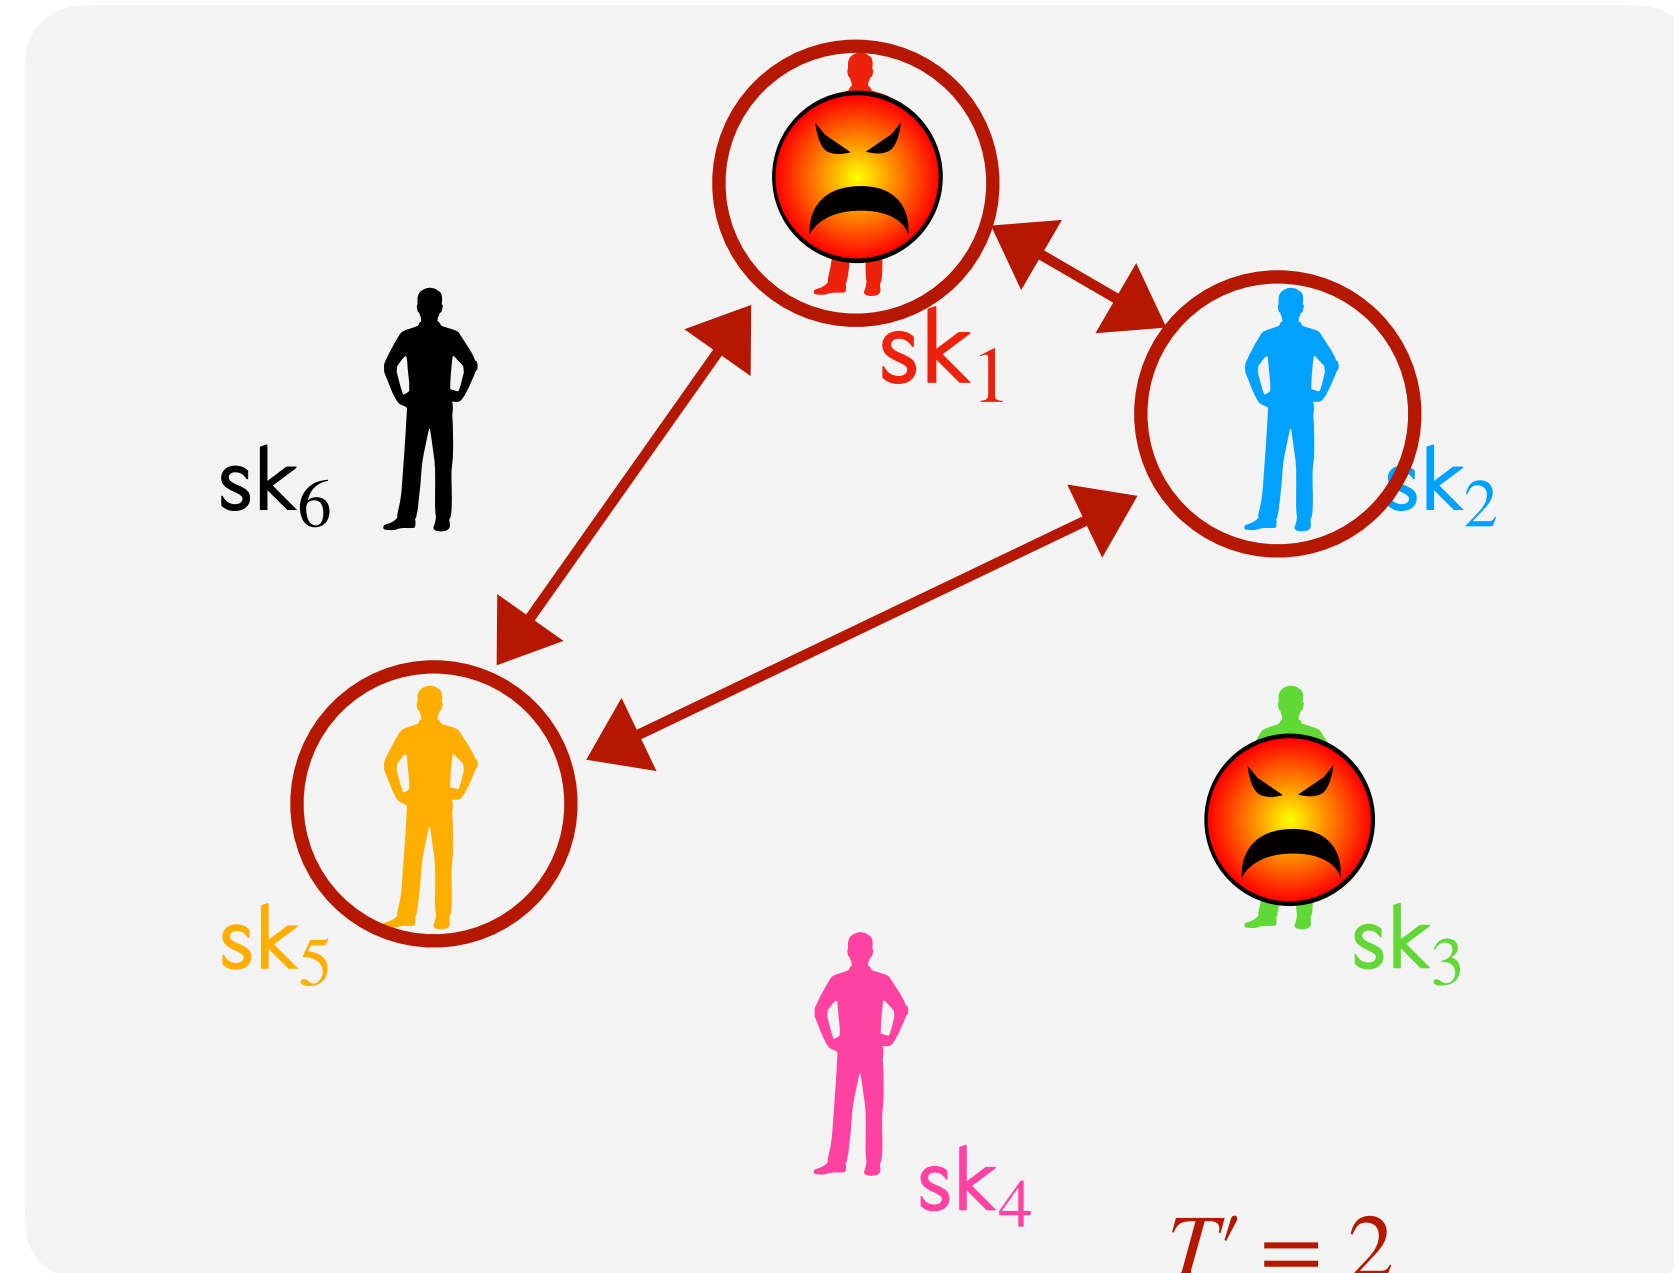 sk₁
sk₆
sk₂
sk₅
sk₃
sk₄
T′ = 2